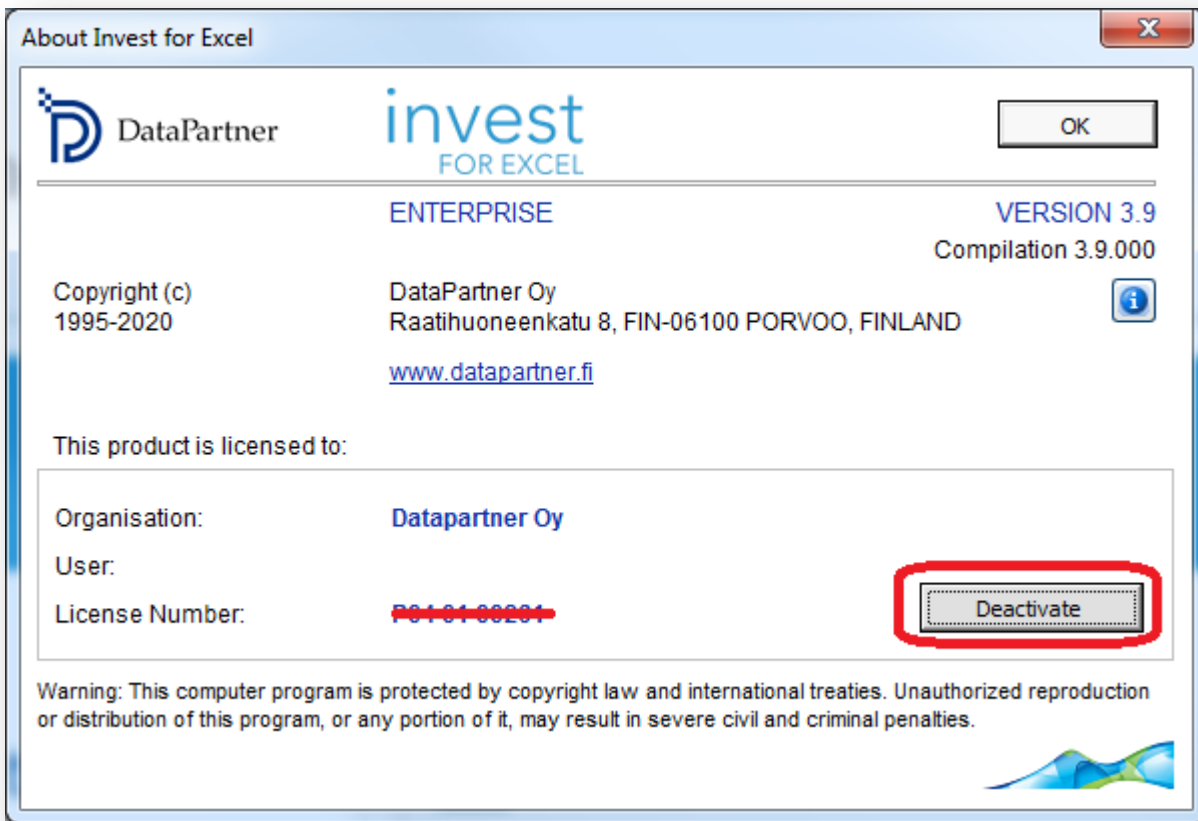 About Invest for Excel
DataPartner
invest
FOR EXCEL
OK
ENTERPRISE
VERSION 3.9
Compilation 3.9.000
Copyright (c)
1995-2020
DataPartner Oy
Raatihuoneenkatu 8, FIN-06100 PORVOO, FINLAND
www.datapartner.fi
This product is licensed to:
Organisation:
Datapartner Oy
User:
License Number:
Deactivate
Warning: This computer program is protected by copyright law and international treaties. Unauthorized reproduction
or distribution of this program, or any portion of it, may result in severe civil and criminal penalties.